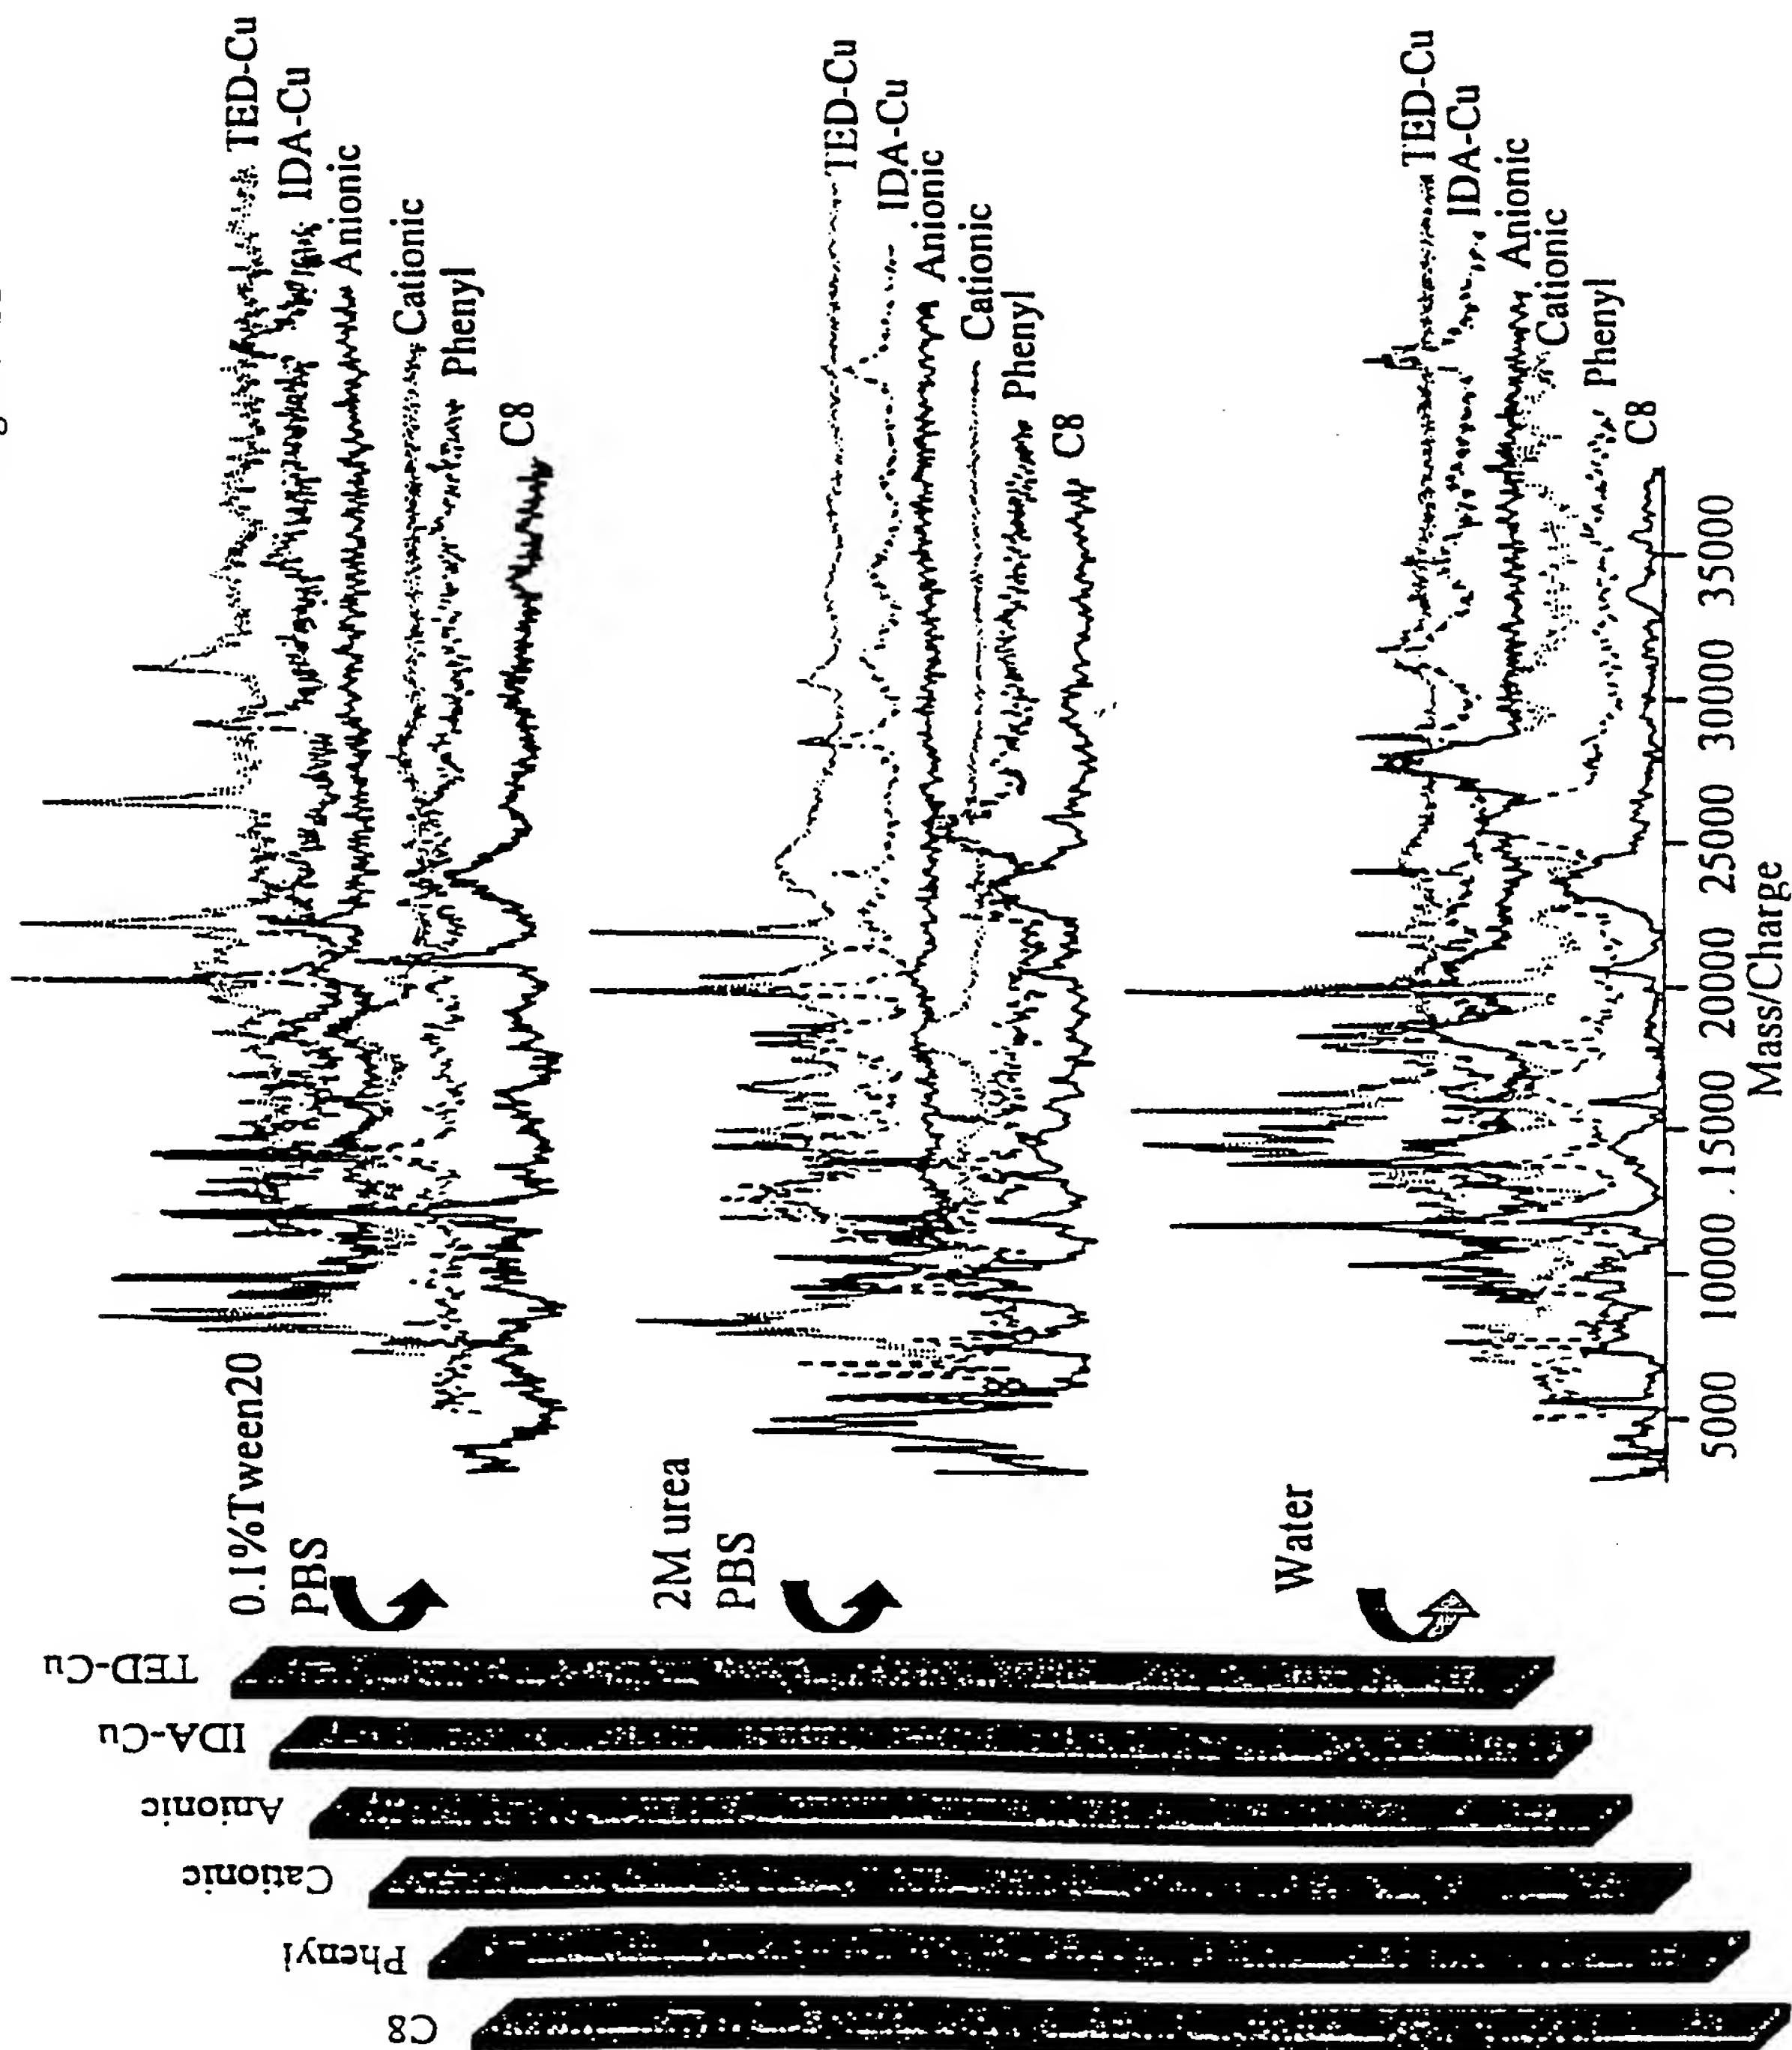 TED-Cu
IDA-Cu
Anionic
Cationic
Phenyl
C8
0.1%Tween20
PBS
TED-Cu
IDA-Cu
Anionic
Cationic
Phenyl
C8
2M urea
PBS
TED-Cu
IDA-Cu
Anionic
Cationic
Phenyl
C8
Water
TED-Cu
IDA-Cu
Anionic
Cationic
Phenyl
C8
5000 10000 15000 20000 25000 30000 35000
Mass/Charge